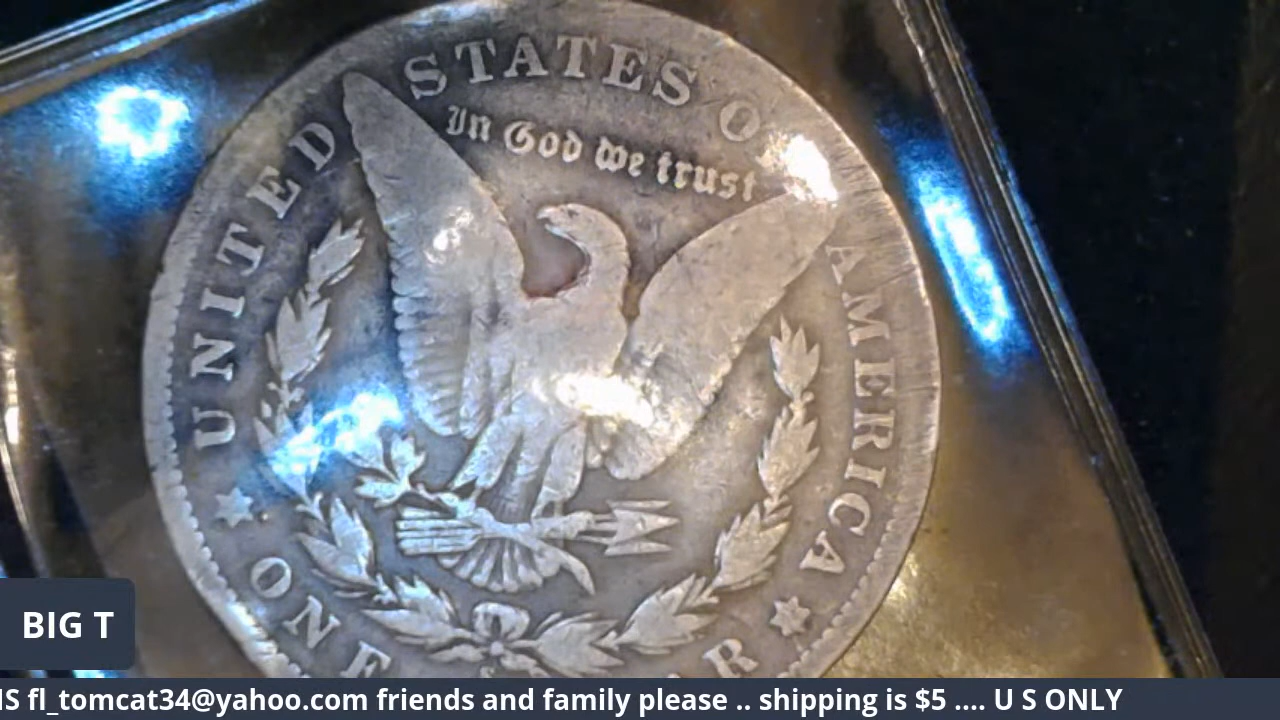 UNITED STATES O AMERICA
In God we trust
ONE
R
BIG T
IS fl_tomcat34@yahoo.com friends and family please .. shipping is $5 .... U S ONLY